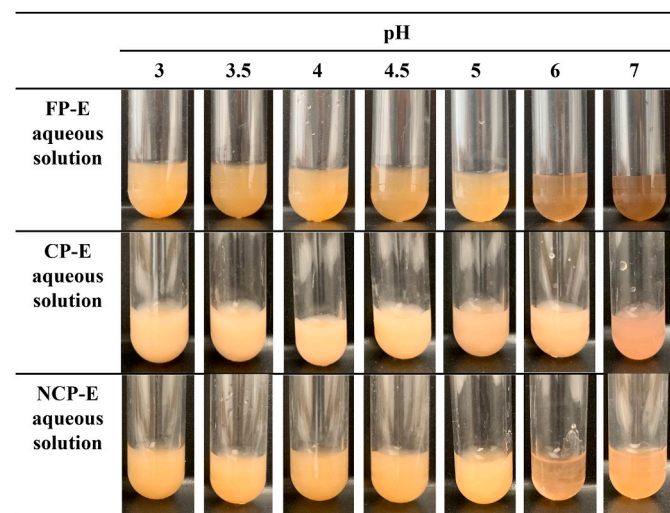 pH
3 3.5 4 4.5 5 6 7
FP-E
aqueous
solution
CP-E
aqueous
solution
NCP-E
aqueous
solution